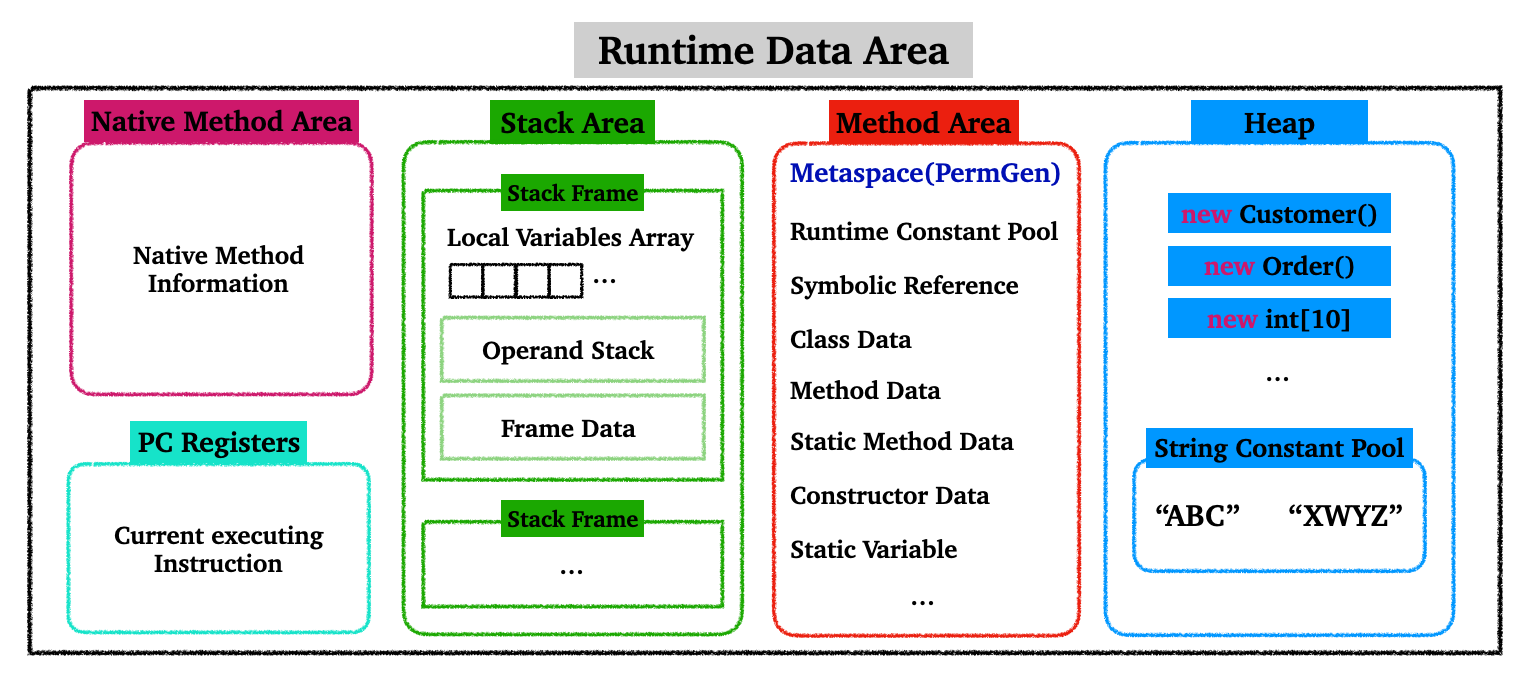 Runtime Data Area
Native Method Area
Native Method
Information
PC Registers
Current executing
Instruction
Stack Area
Stack Frame
Local Variables Array
...
Operand Stack
Frame Data
Stack Frame
...
Method Area
Metaspace(PermGen)
Runtime Constant Pool
Symbolic Reference
Class Data
Method Data
Static Method Data
Constructor Data
Static Variable
...
Heap
new Customer()
new Order()
new int[10]
...
String Constant Pool
“ABC” “XWYZ”